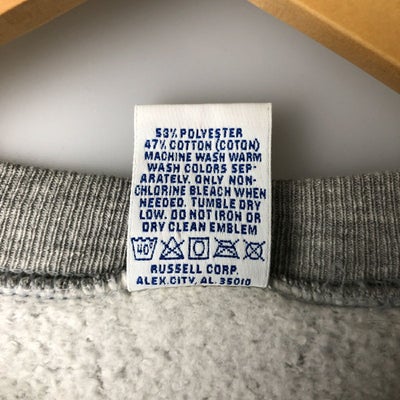 53% POLYESTER
47% COTTON (COTON)
MACHINE WASH WARM
WASH COLORS SEP-
ARATELY. ONLY NON-
CHLORINE BLEACH WHEN
NEEDED. TUMBLE DRY
LOW. DO NOT IRON OR
DRY CLEAN EMBLEM
40°
RUSSELL CORP.
ALEX.CITY, AL. 35010